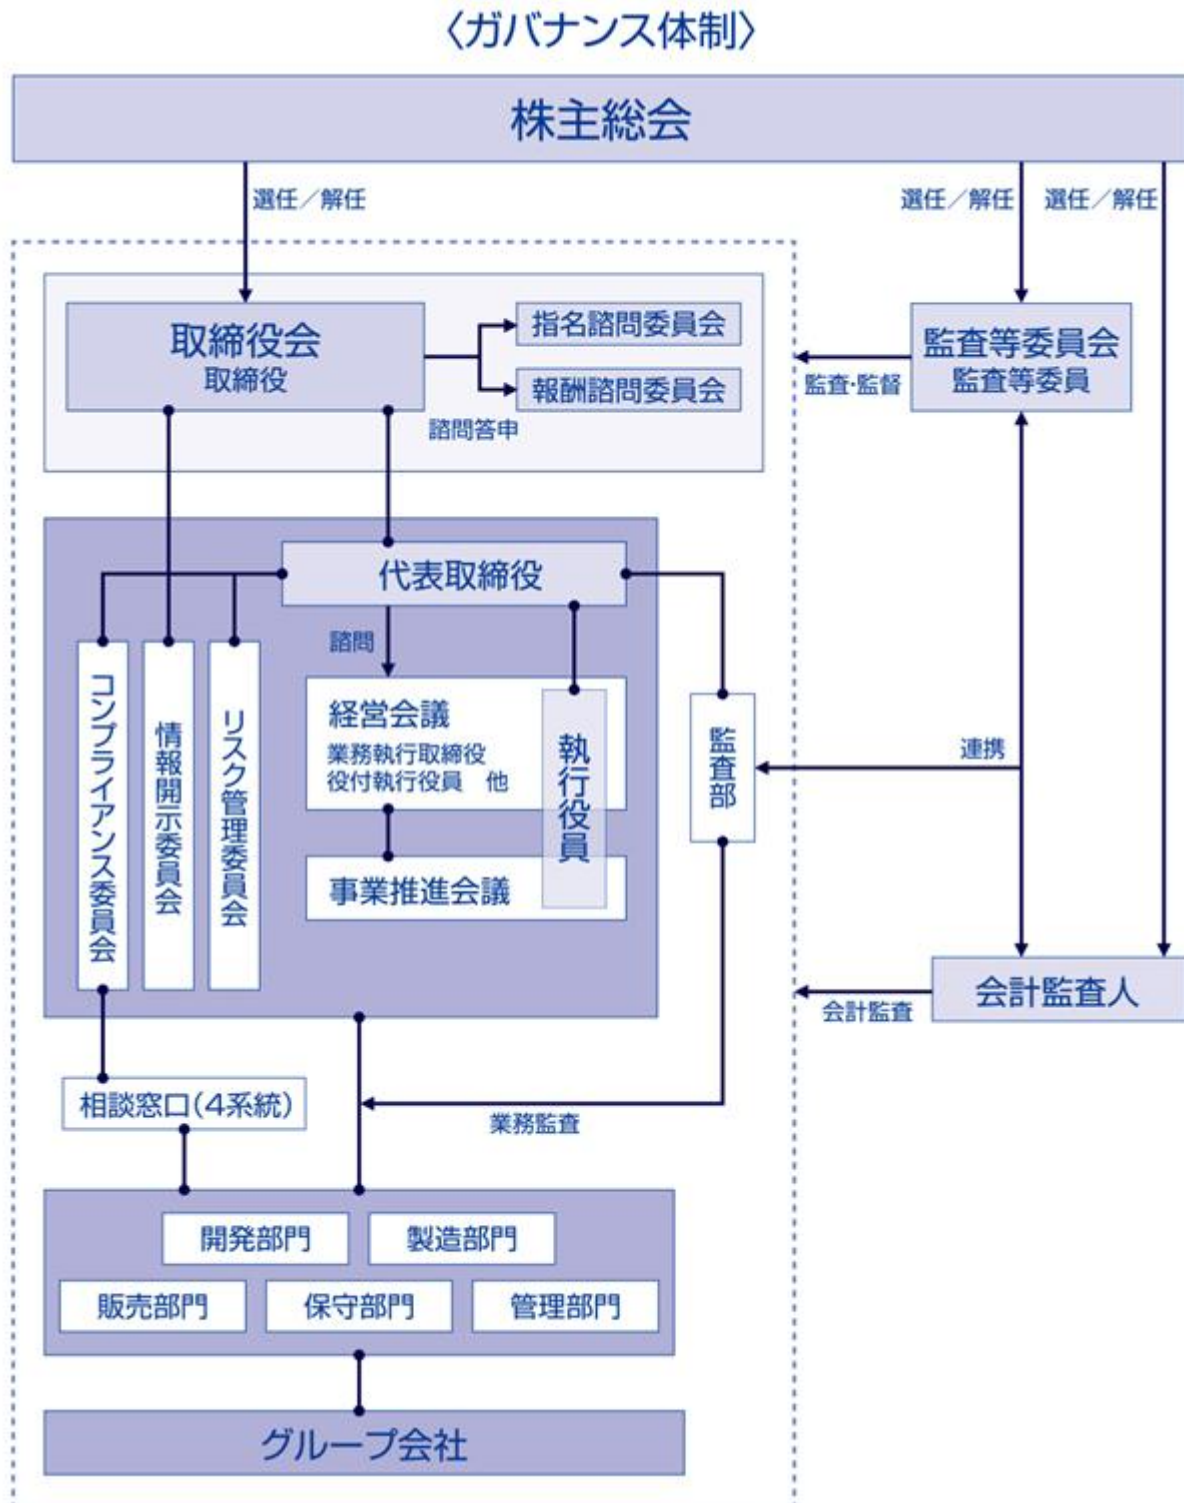 〈ガバナンス体制〉
株主総会
選任／解任
選任／解任
選任／解任
取締役会
取締役
指名諮問委員会
報酬諮問委員会
諮問答申
監査等委員会
監査等委員
監査・監督
代表取締役
諮問
コンプライアンス委員会
情報開示委員会
リスク管理委員会
経営会議
業務執行取締役
役付執行役員　他
執行役員
事業推進会議
監査部
連携
会計監査人
会計監査
相談窓口(4系統)
業務監査
開発部門
製造部門
販売部門
保守部門
管理部門
グループ会社